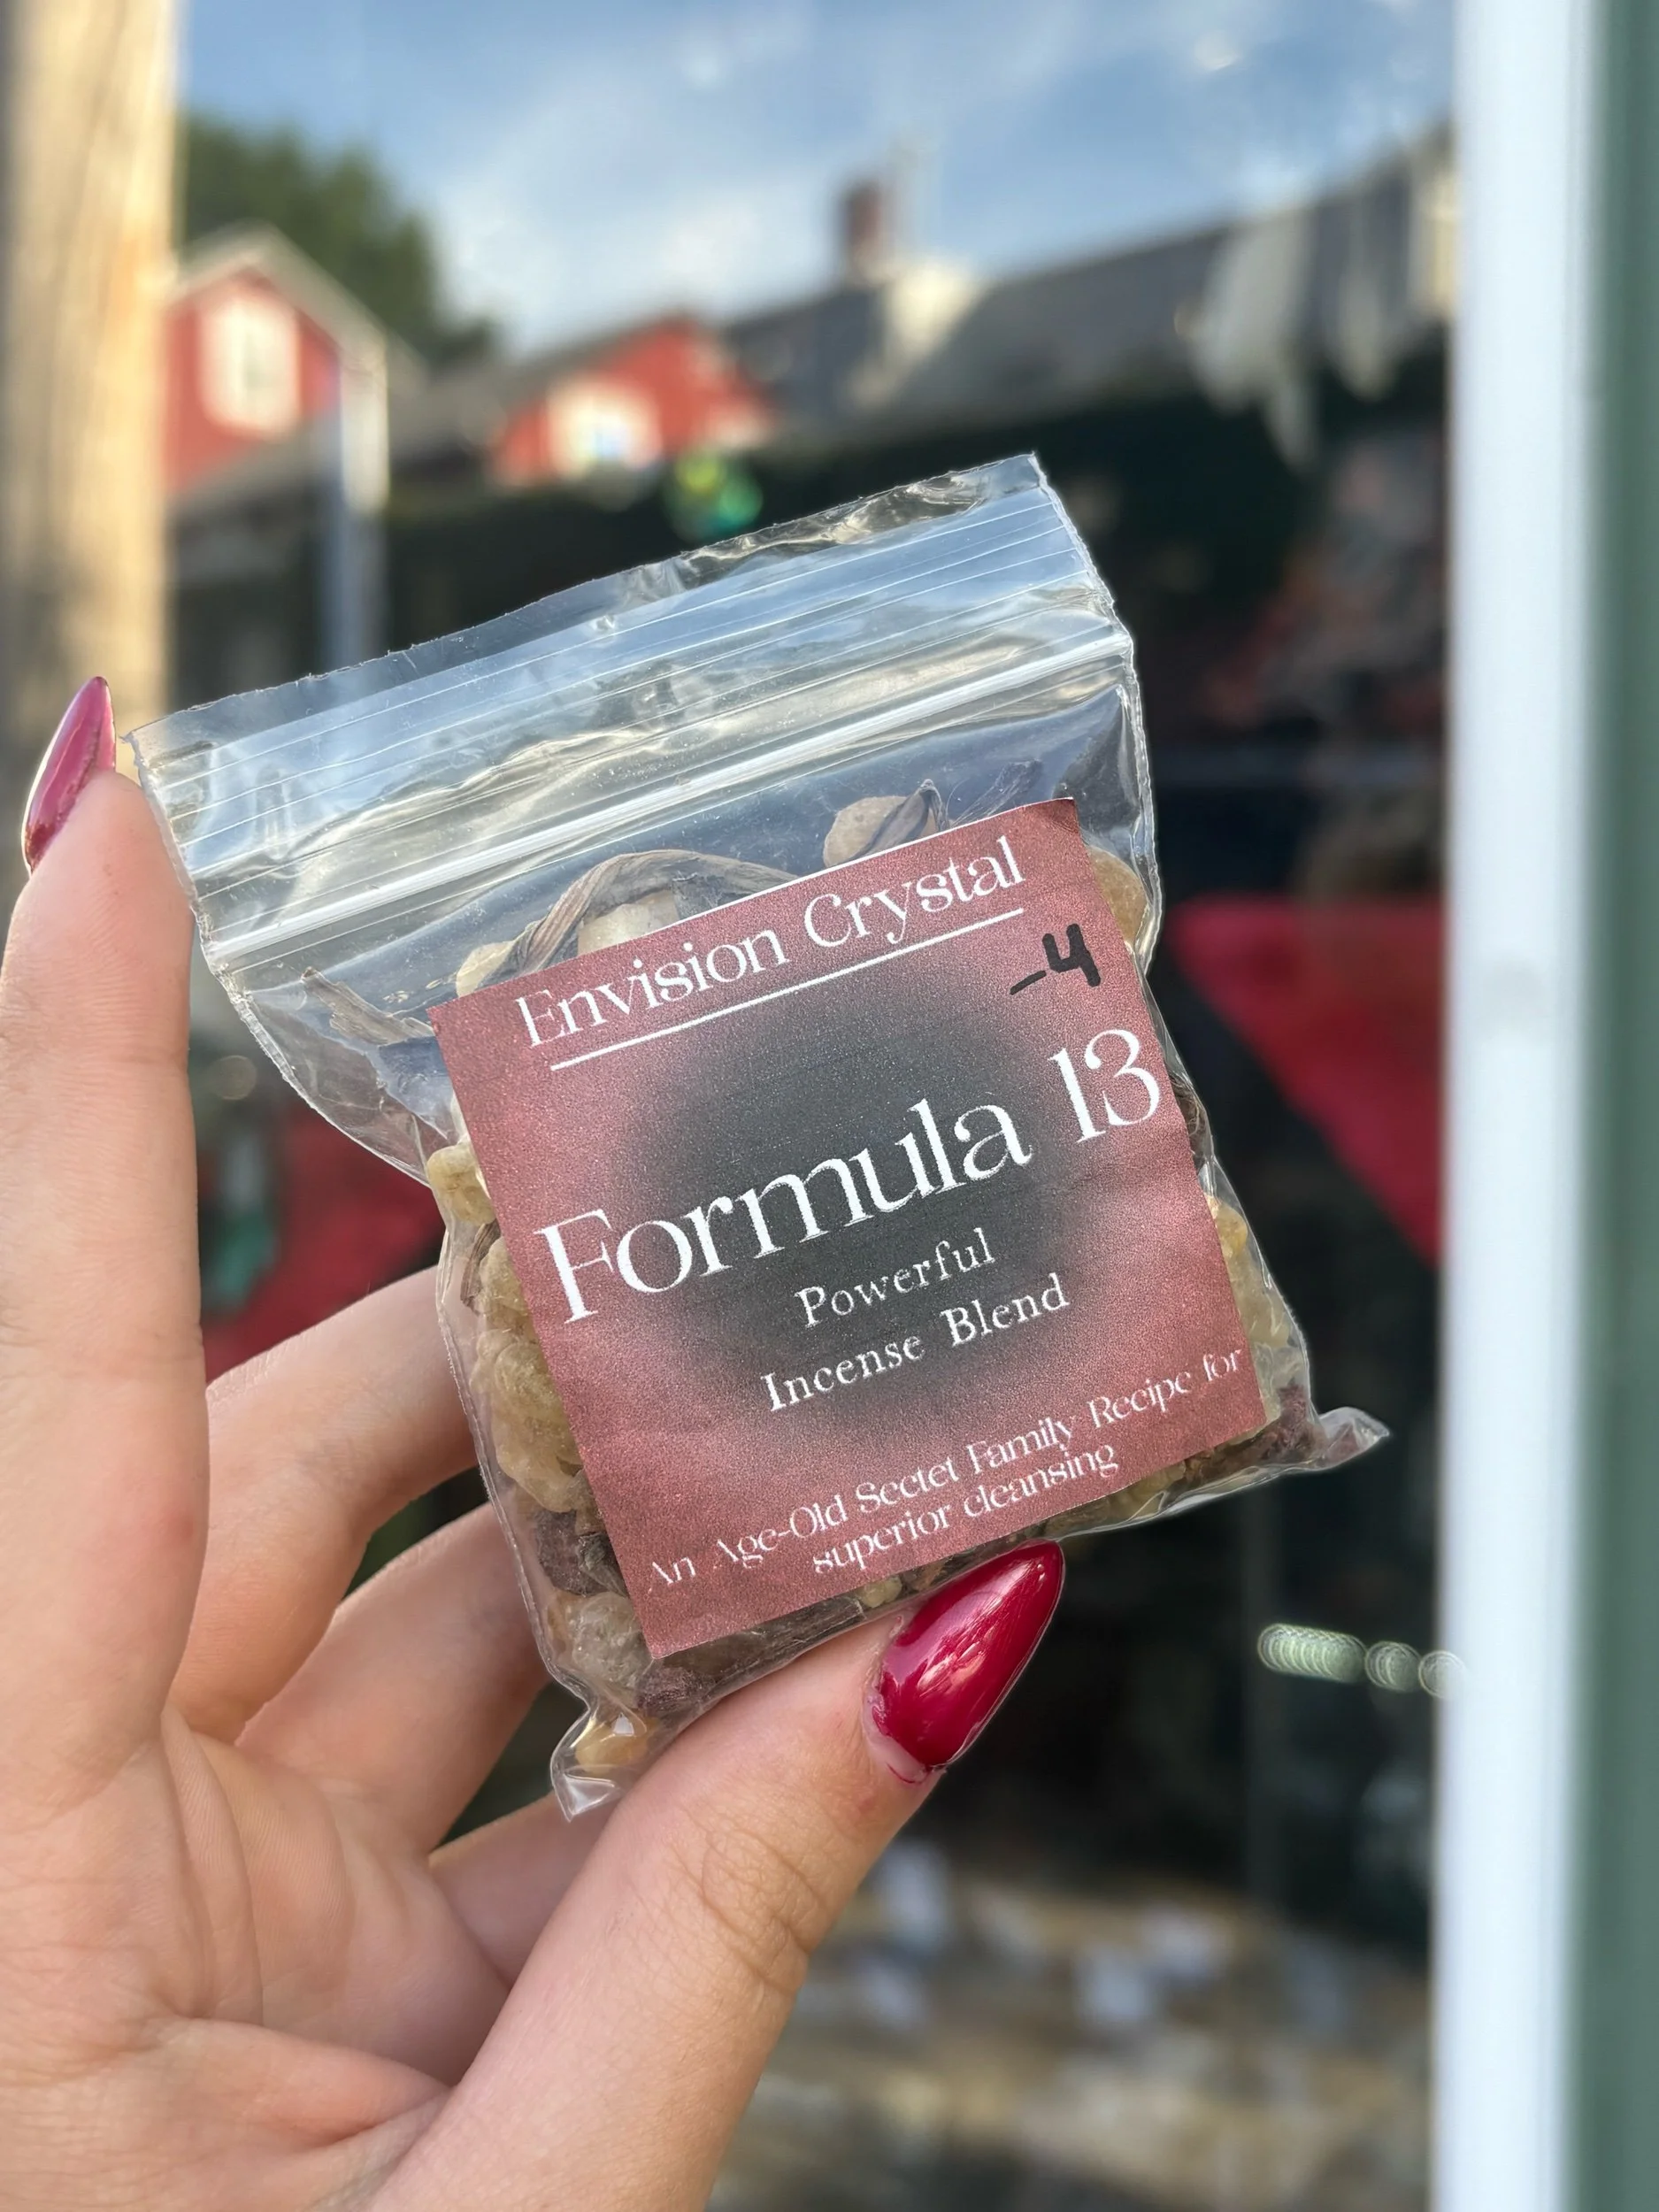 Envision Crystal
-4
Formula 13
Powerful
Incense Blend
An Age-Old Secret Family Recipe for
superior cleansing